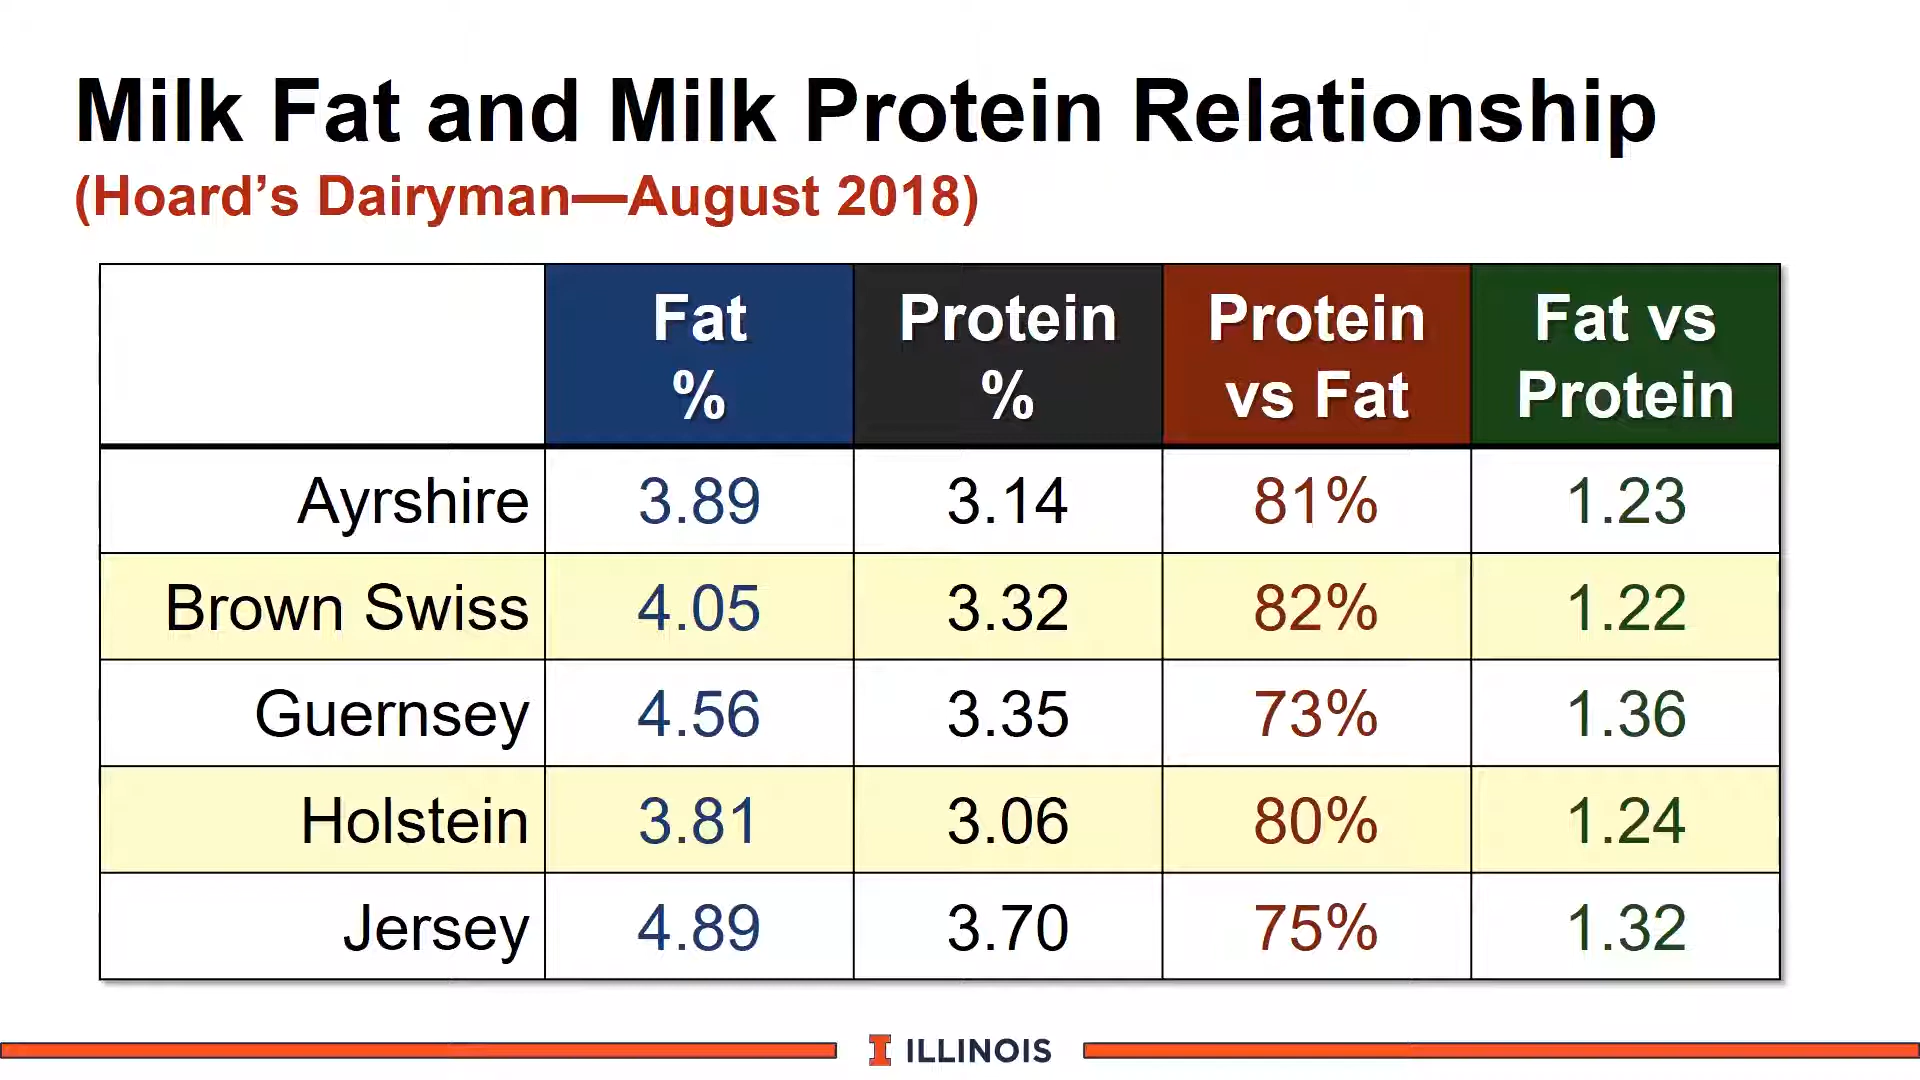 Milk Fat and Milk Protein Relationship
(Hoard’s Dairyman—August 2018)
Fat % Protein % Protein vs Fat Fat vs Protein
Ayrshire 3.89 3.14 81% 1.23
Brown Swiss 4.05 3.32 82% 1.22
Guernsey 4.56 3.35 73% 1.36
Holstein 3.81 3.06 80% 1.24
Jersey 4.89 3.70 75% 1.32
I ILLINOIS